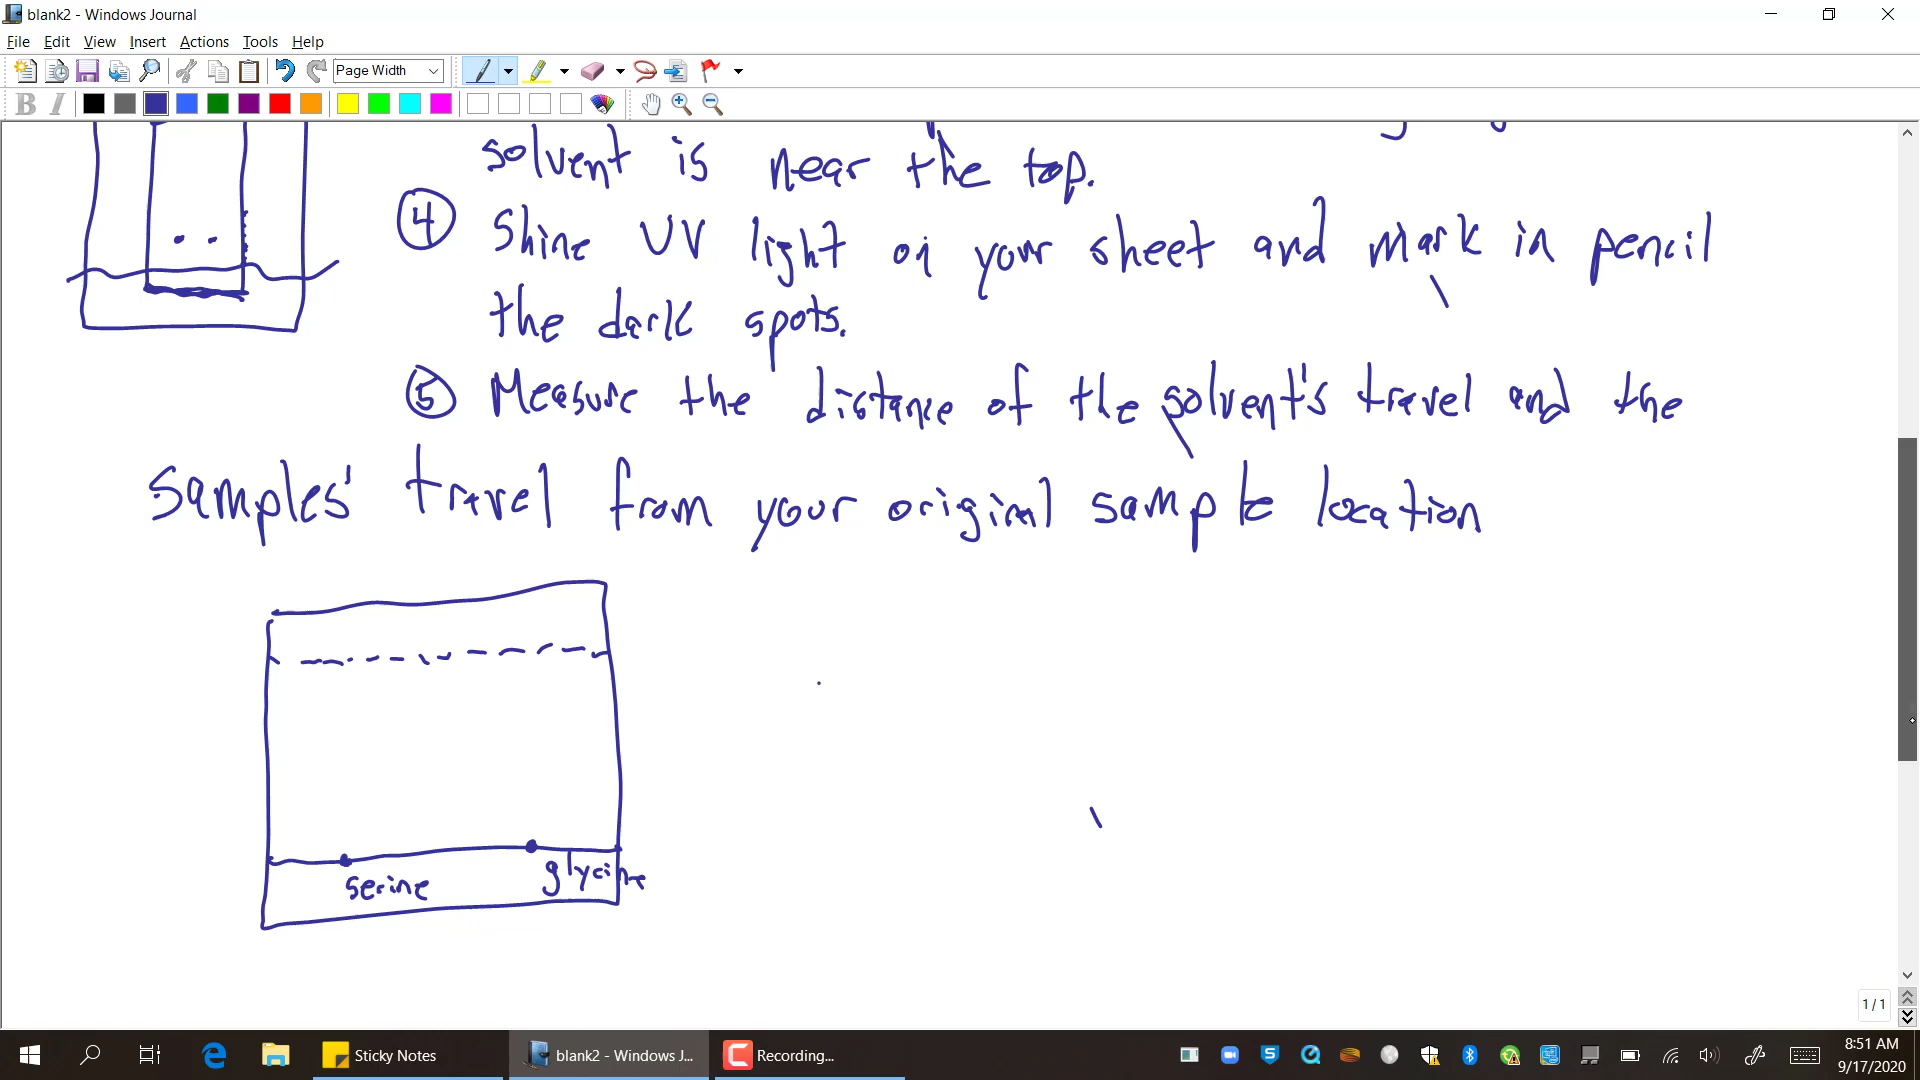 blank2 - Windows Journal
File Edit View Insert Actions Tools Help
Page Width
B I
solvent is near the top.
④ Shine UV light on your sheet and mark in pencil
the dark spots.
⑤ Measure the distance of the solvent's travel and the
samples' travel from your original sample location
serine glycine
1 / 1
Sticky Notes blank2 - Windows J... Recording...
8:51 AM
9/17/2020